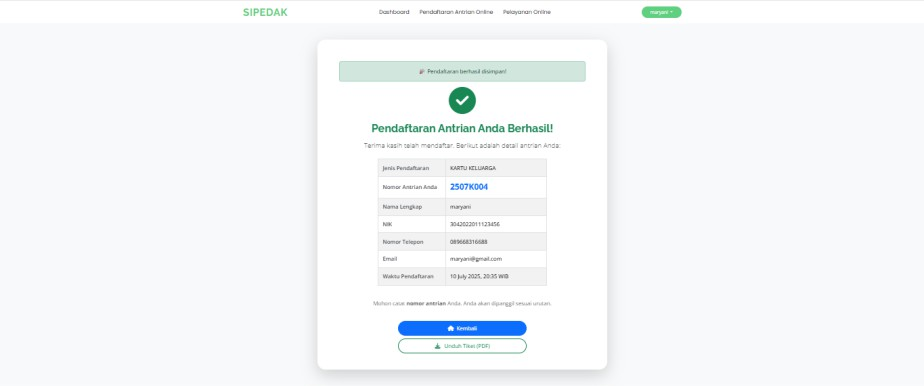 SIPEDAK Dashboard Pendaftaran Antrian Online Pelayanan Online maryani
Pendaftaran berhasil disimpan!
Pendaftaran Antrian Anda Berhasil!
Terima kasih telah mendaftar. Berikut adalah detail antrian Anda:
Jenis Pendaftaran KARTU KELUARGA
Nomor Antrian Anda 2507K004
Nama Lengkap maryani
NIK 3042022011123456
Nomor Telepon 089668316688
Email maryani@gmail.com
Waktu Pendaftaran 10 July 2025, 20:35 WIB
Mohon catat nomor antrian Anda. Anda akan dipanggil sesuai urutan.
Kembali
Unduh Tiket (PDF)